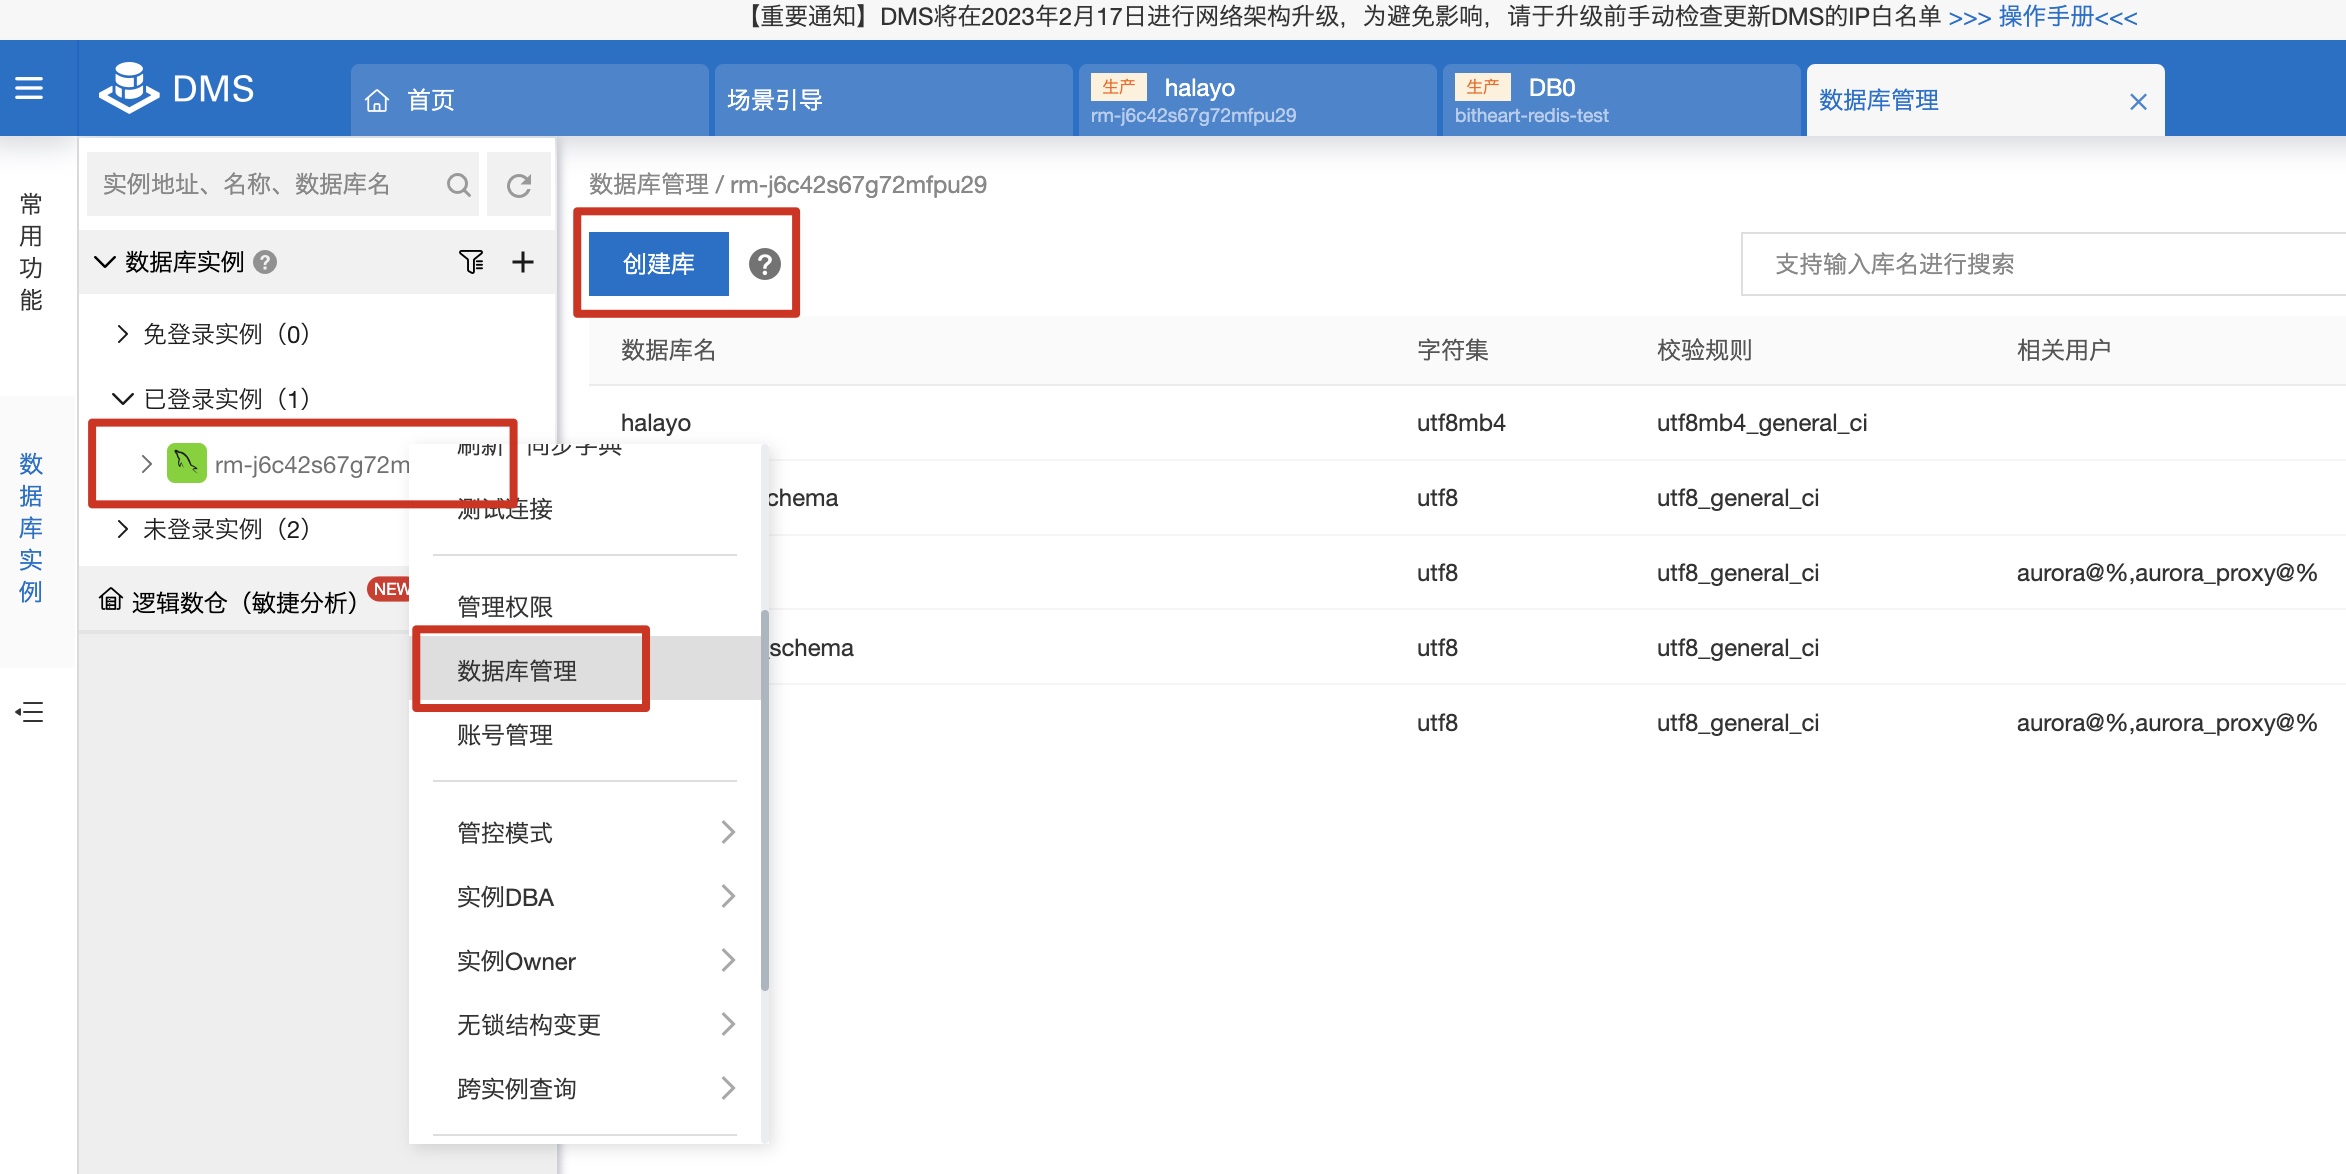 【重要通知】DMS将在2023年2月17日进行网络架构升级，为避免影响，请于升级前手动检查更新DMS的IP白名单 >>> 操作手册<<<
DMS
首页
场景引导
生产 halayo
rm-j6c42s67g72mfpu29
生产 DB0
bitheart-redis-test
数据库管理
常用功能
数据库实例
实例地址、名称、数据库名
数据库实例
免登录实例（0）
已登录实例（1）
rm-j6c42s67g72m
未登录实例（2）
逻辑数仓（敏捷分析） NEW
刷新 同步字典
测试连接
管理权限
数据库管理
账号管理
管控模式
实例DBA
实例Owner
无锁结构变更
跨实例查询
数据库管理 / rm-j6c42s67g72mfpu29
创建库
支持输入库名进行搜索
数据库名 字符集 校验规则 相关用户
halayo utf8mb4 utf8mb4_general_ci
chema utf8 utf8_general_ci
utf8 utf8_general_ci aurora@%,aurora_proxy@%
_schema utf8 utf8_general_ci
utf8 utf8_general_ci aurora@%,aurora_proxy@%